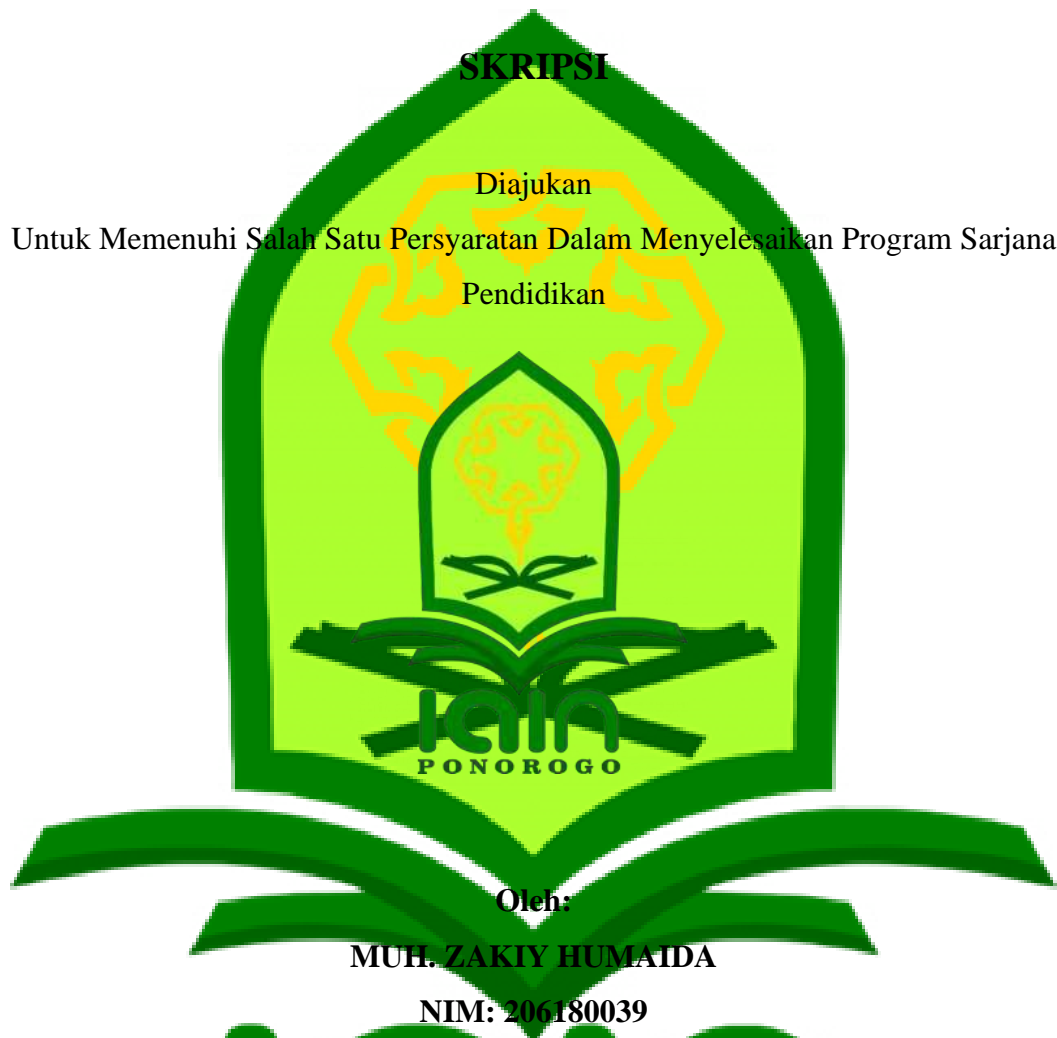 SKRIPSI
Diajukan
Untuk Memenuhi Salah Satu Persyaratan Dalam Menyelesaikan Program Sarjana
Pendidikan
iain
PONOROGO
Oleh:
MUH. ZAKIY HUMAIDA
NIM: 206180039